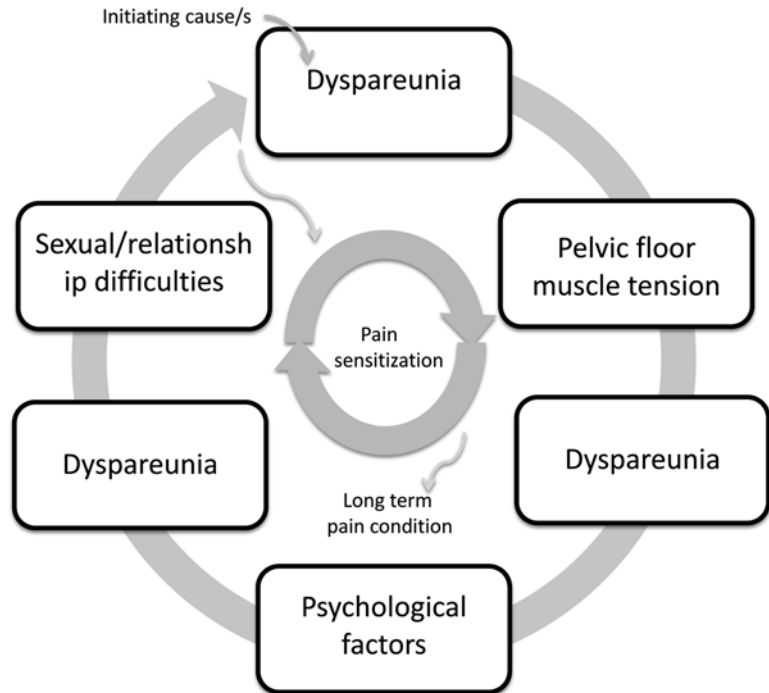 Initiating cause/s
Dyspareunia
Sexual/relationsh
ip difficulties
Pelvic floor
muscle tension
Pain
sensitization
Dyspareunia
Dyspareunia
Long term
pain condition
Psychological
factors